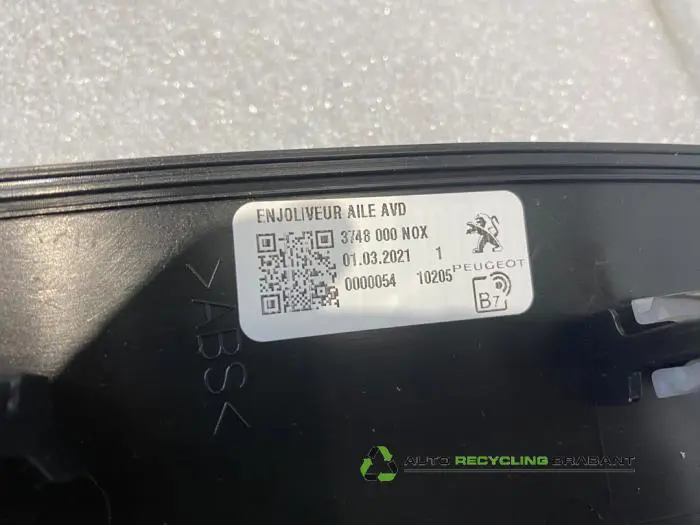 ENJOLIVEUR AILE AVD
3748 000 NOX
01.03.2021 1
0000054 10205
PEUGEOT
B7
>ABS<
AUTO RECYCLING BRABANT